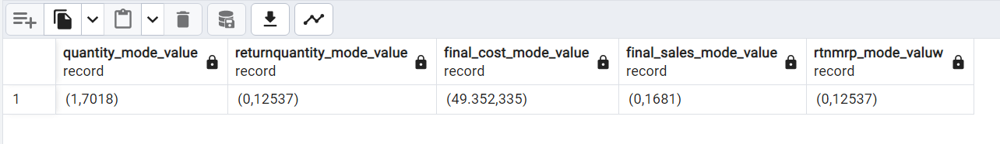 quantity_mode_value returnquantity_mode_value final_cost_mode_value final_sales_mode_value rtnmrp_mode_valuw
record record record record record
1 (1,7018) (0,12537) (49.352,335) (0,1681) (0,12537)